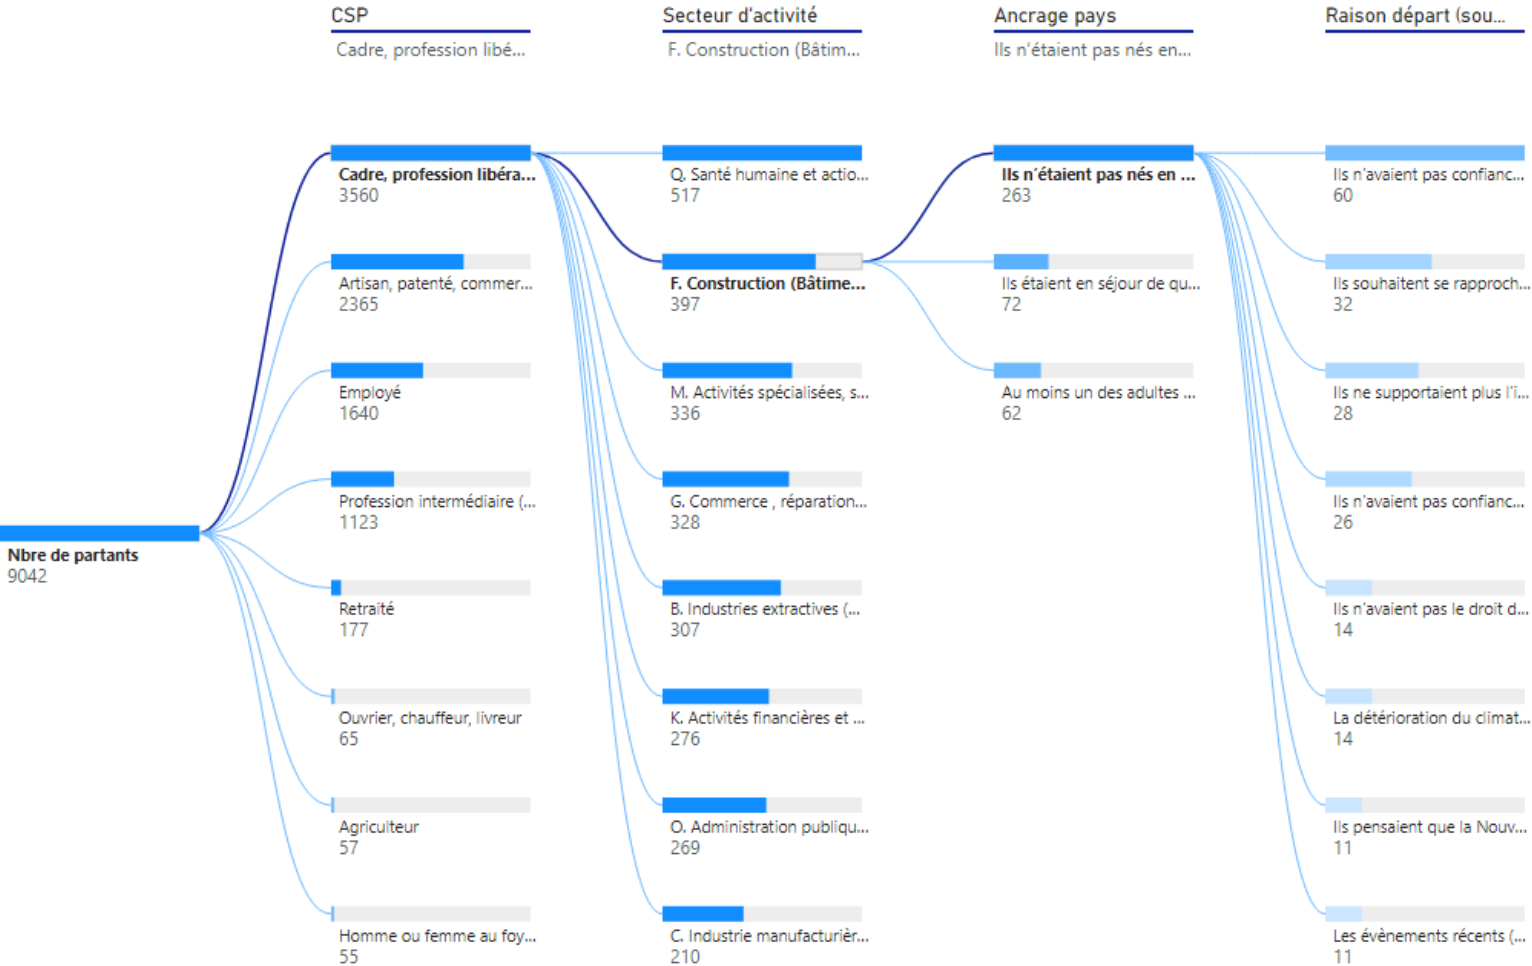 CSP
Cadre, profession libé...
Secteur d'activité
F. Construction (Bâtim...
Ancrage pays
Ils n'étaient pas nés en...
Raison départ (sou...
Nbre de partants
9042
Cadre, profession libéra...
3560
Artisan, patenté, commer...
2365
Employé
1640
Profession intermédiaire (...
1123
Retraité
177
Ouvrier, chauffeur, livreur
65
Agriculteur
57
Homme ou femme au foy...
55
Q. Santé humaine et actio...
517
F. Construction (Bâtime...
397
M. Activités spécialisées, s...
336
G. Commerce , réparation...
328
B. Industries extractives (...
307
K. Activités financières et ...
276
O. Administration publiqu...
269
C. Industrie manufacturièr...
210
Ils n'étaient pas nés en ...
263
Ils étaient en séjour de qu...
72
Au moins un des adultes ...
62
Ils n'avaient pas confianc...
60
Ils souhaitent se rapproch...
32
Ils ne supportaient plus l'i...
28
Ils n'avaient pas confianc...
26
Ils n'avaient pas le droit d...
14
La détérioration du climat...
14
Ils pensaient que la Nouv...
11
Les évènements récents (...
11